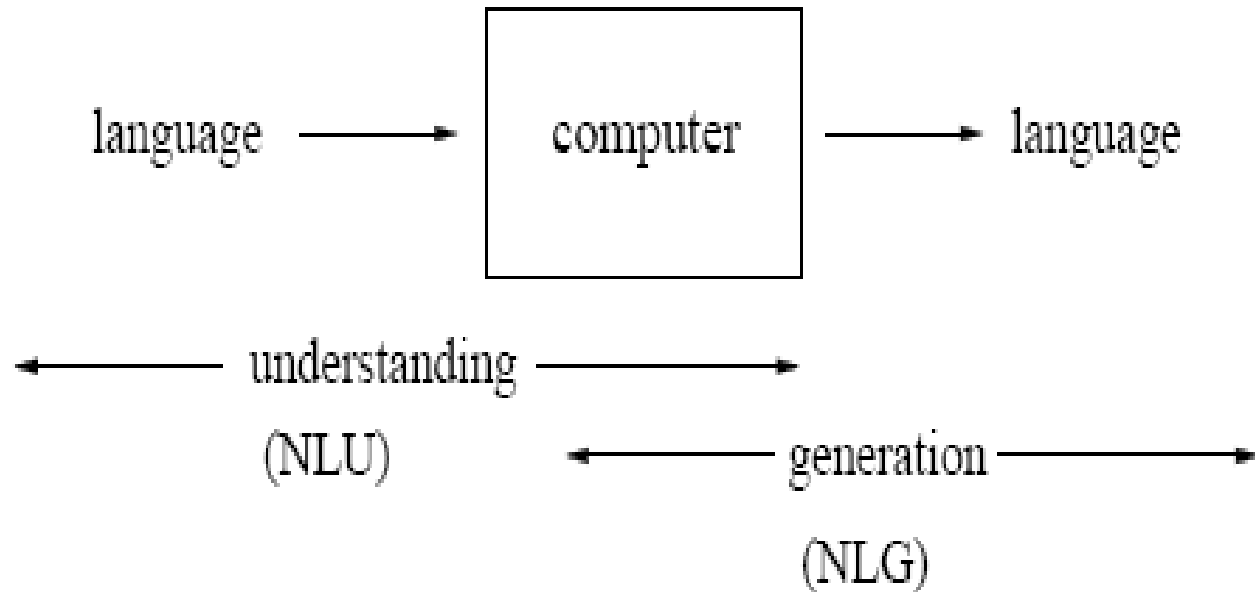 language computer language
understanding
(NLU)
generation
(NLG)